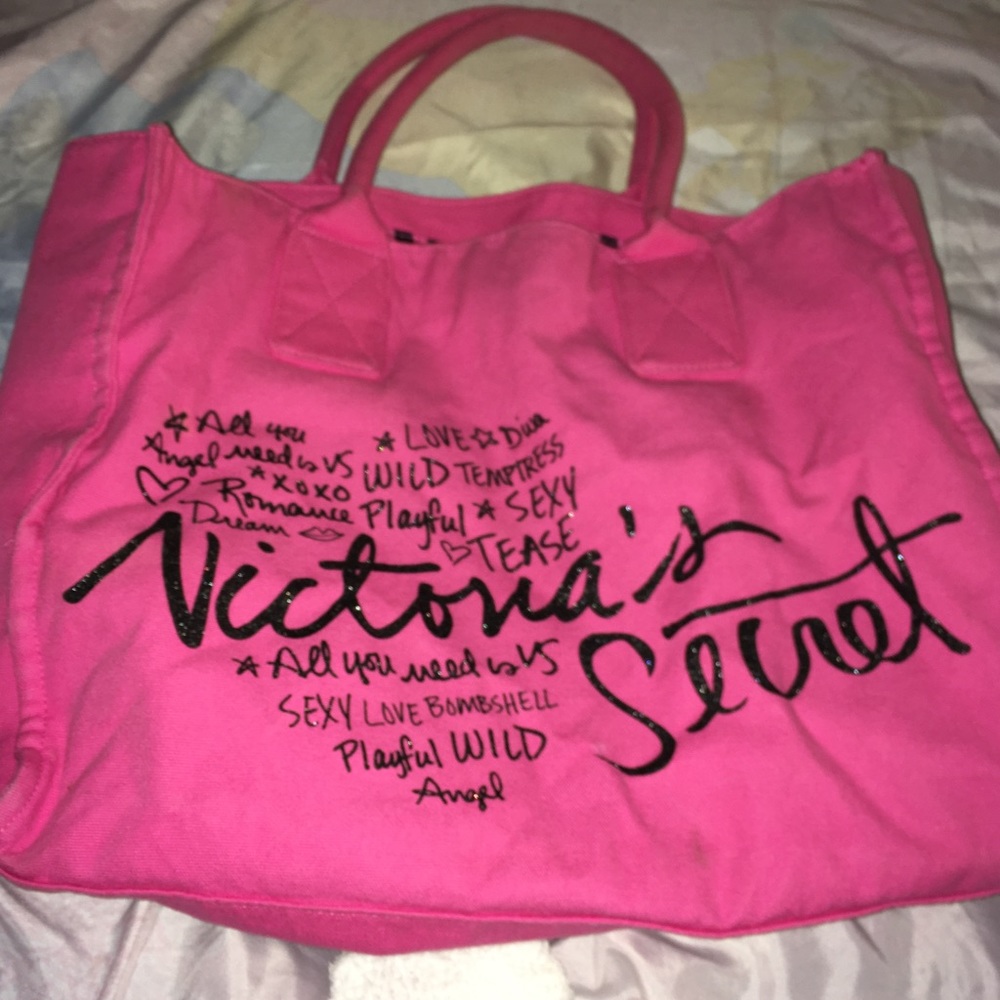 All you
LOVE Diva
Angel need is VS
WILD TEMPTRESS
XOXO
Romance Playful SEXY
Dream
TEASE
Victoria's
Secret
All you need is VS
SEXY LOVE BOMBSHELL
Playful WILD
Angel